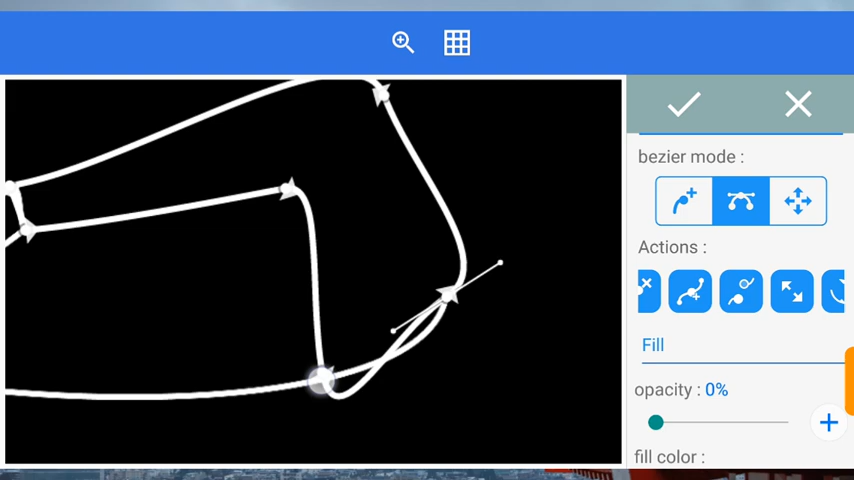 bezier mode :
Actions :
Fill
opacity : 0%
fill color :